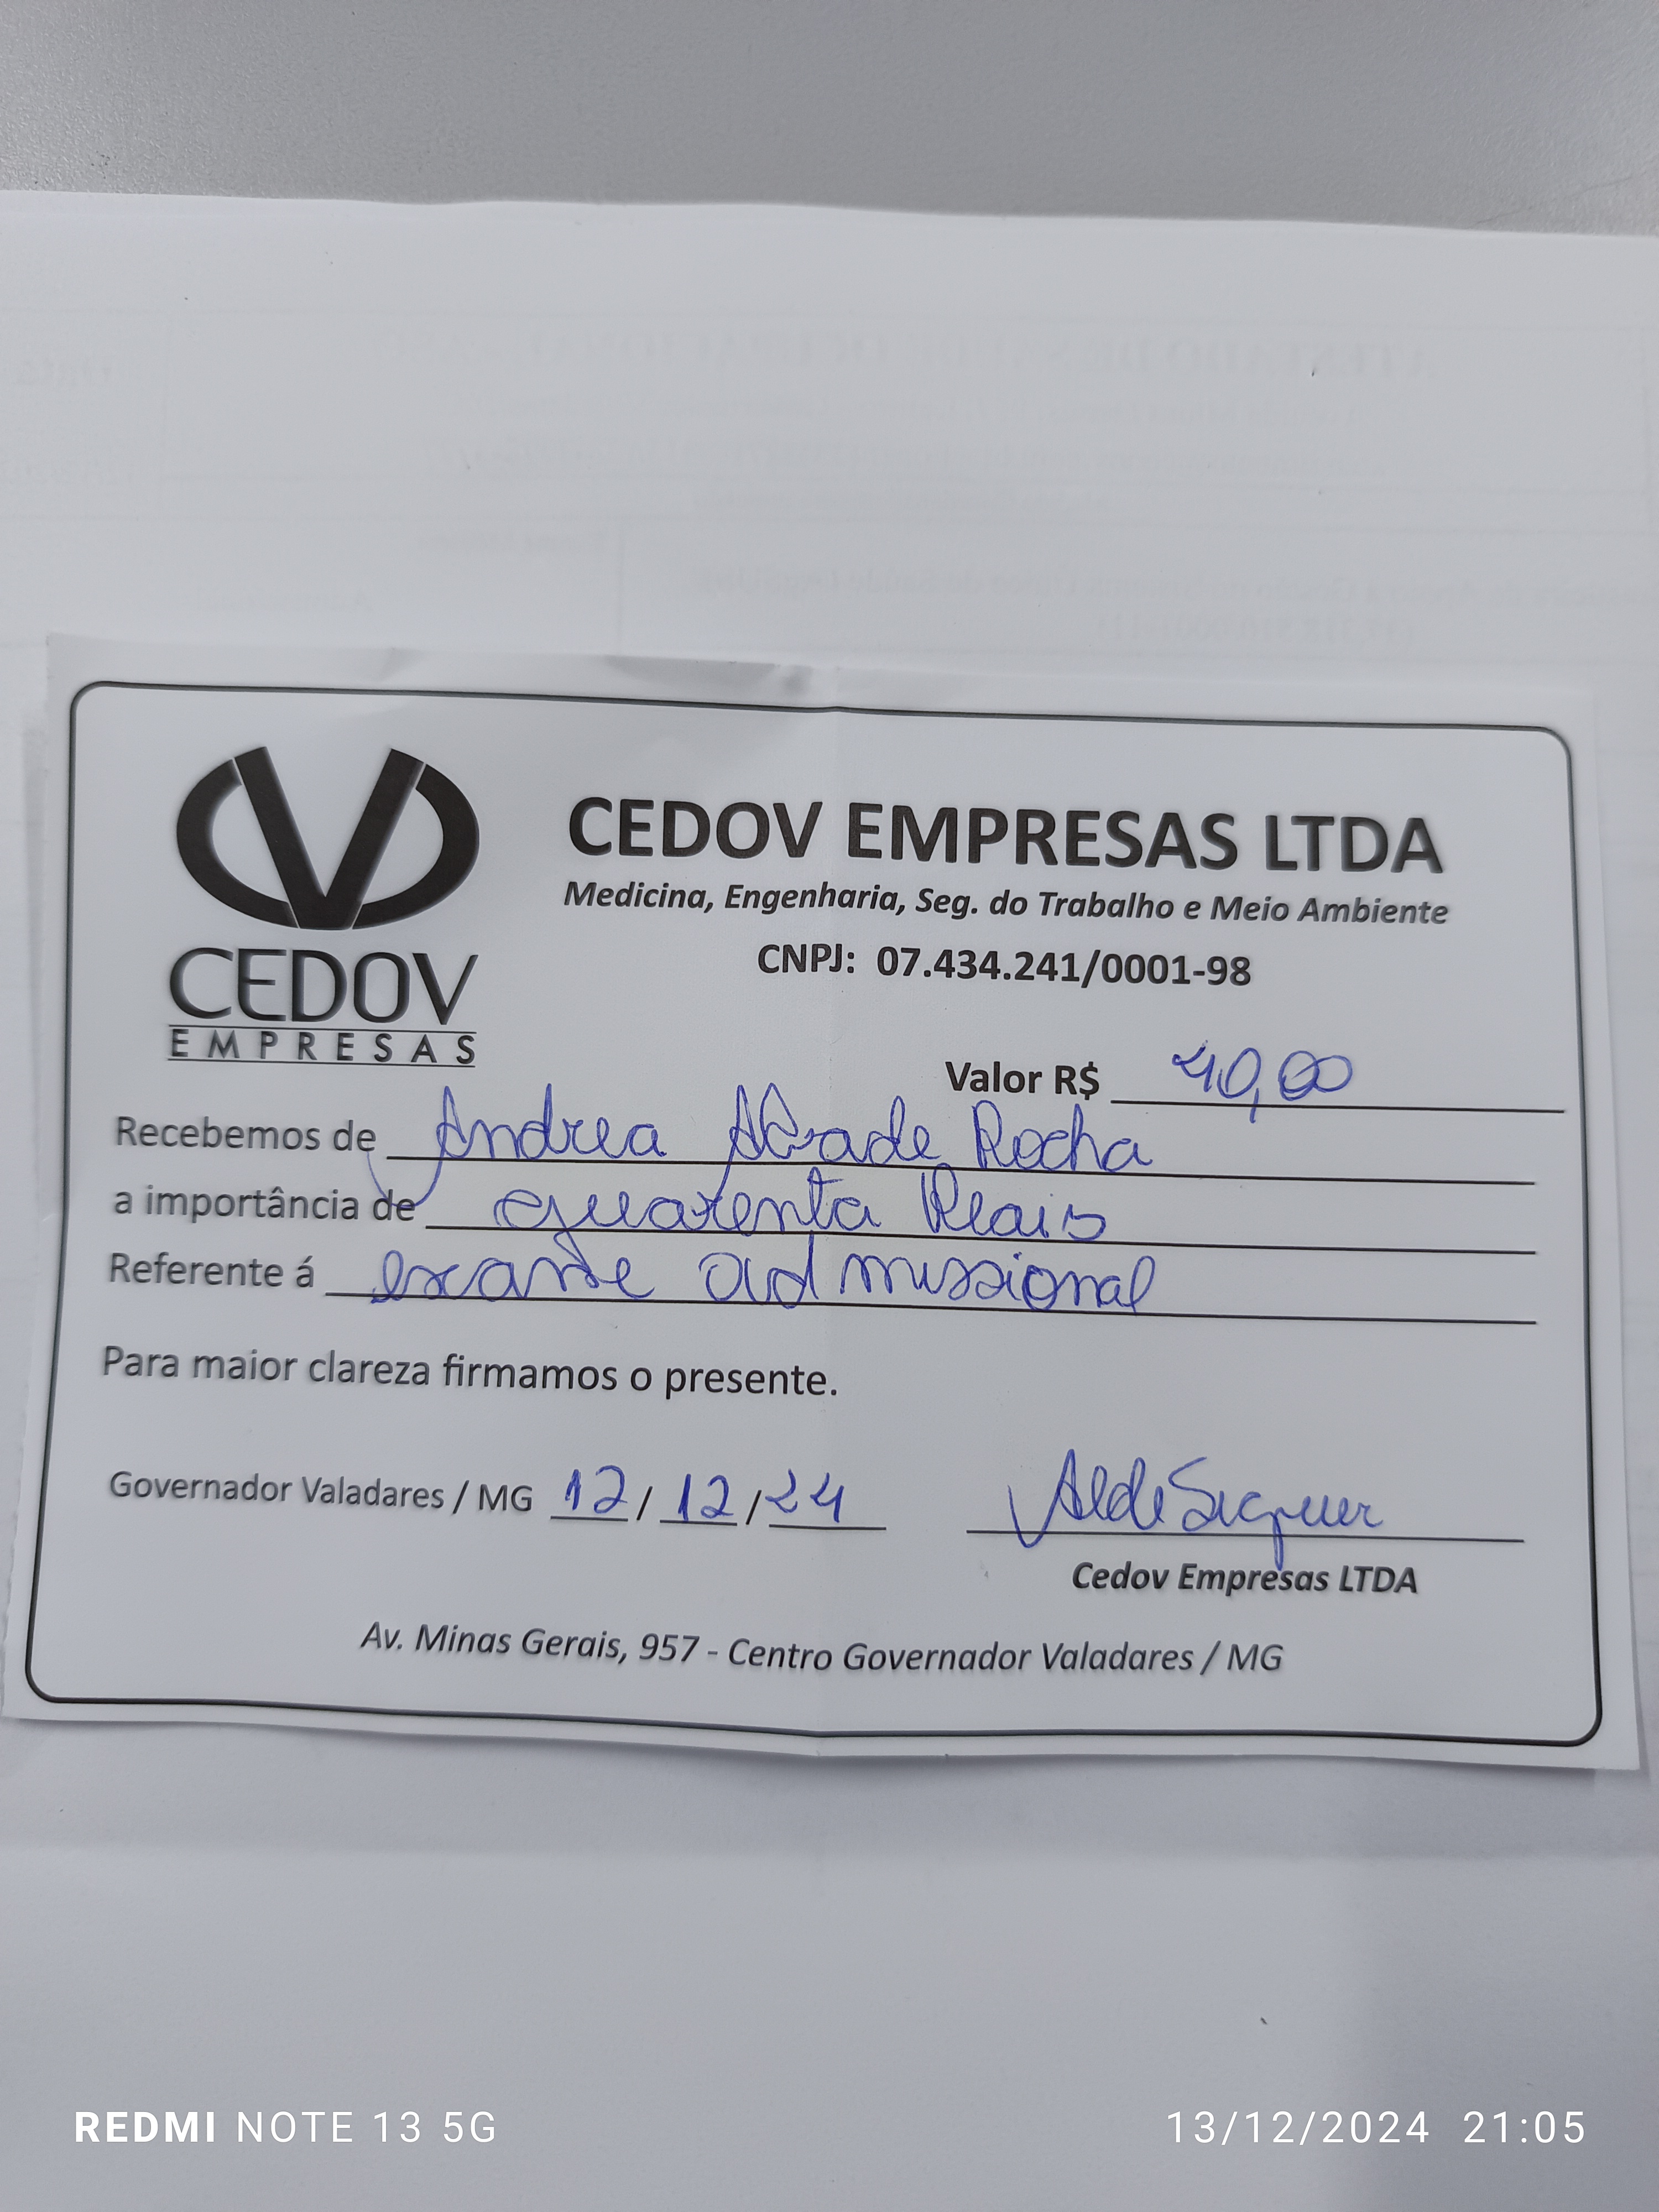 CEDOV
EMPRESAS
CEDOV EMPRESAS LTDA
Medicina, Engenharia, Seg. do Trabalho e Meio Ambiente
CNPJ: 07.434.241/0001-98
Valor R$ 40,00
Recebemos de Andrea Rocha
a importância de quarenta Reais
Referente á exame admissional
Para maior clareza firmamos o presente.
Governador Valadares / MG 12/12/24
Cedov Empresas LTDA
Av. Minas Gerais, 957 - Centro Governador Valadares / MG
REDMI NOTE 13 5G
13/12/2024 21:05